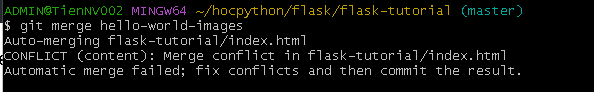 ADMIN@TienNV002 MINGW64 ~/hocpython/flask/flask-tutorial (master)
$ git merge hello-world-images
Auto-merging flask-tutorial/index.html
CONFLICT (content): Merge conflict in flask-tutorial/index.html
Automatic merge failed; fix conflicts and then commit the result.